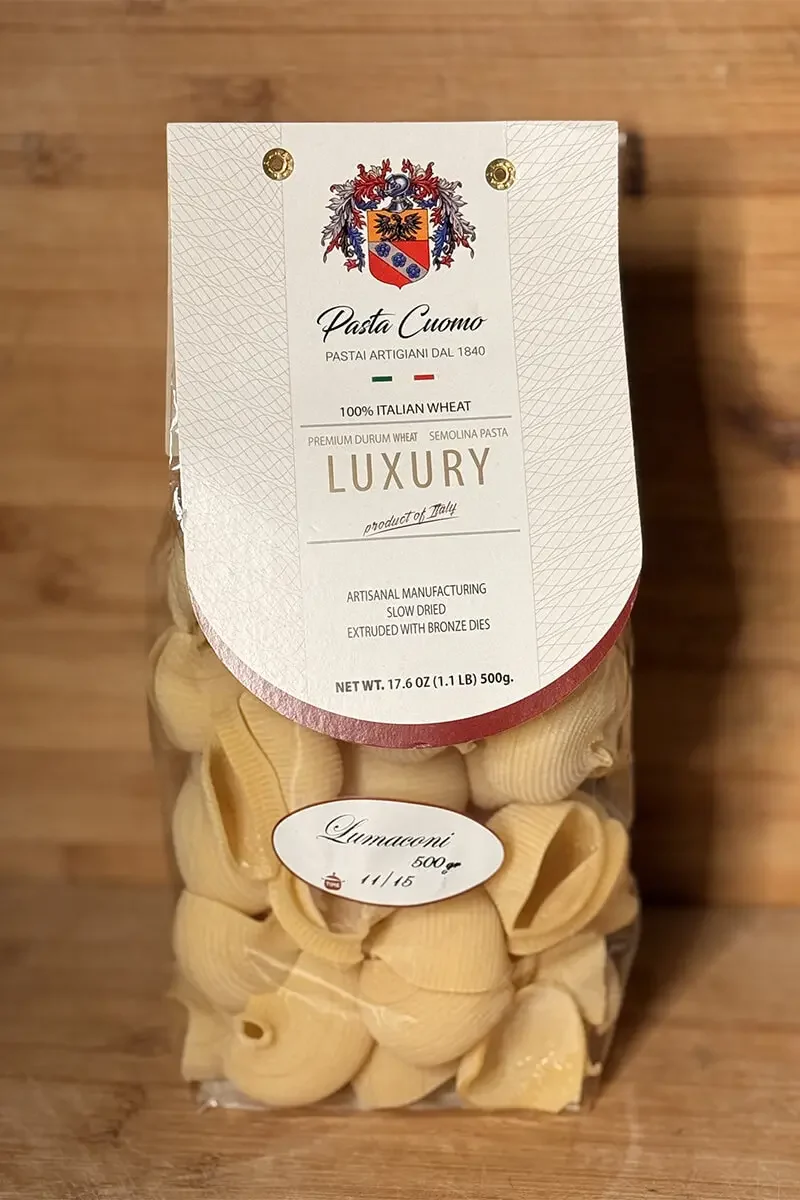 Pasta Cuomo
PASTAI ARTIGIANI DAL 1840
100% ITALIAN WHEAT
PREMIUM DURUM WHEAT SEMOLINA PASTA
LUXURY
product of Italy
ARTISANAL MANUFACTURING
SLOW DRIED
EXTRUDED WITH BRONZE DIES
NET WT. 17.6 OZ (1.1 LB) 500g.
Lumaconi
500gr
TIME 11/15